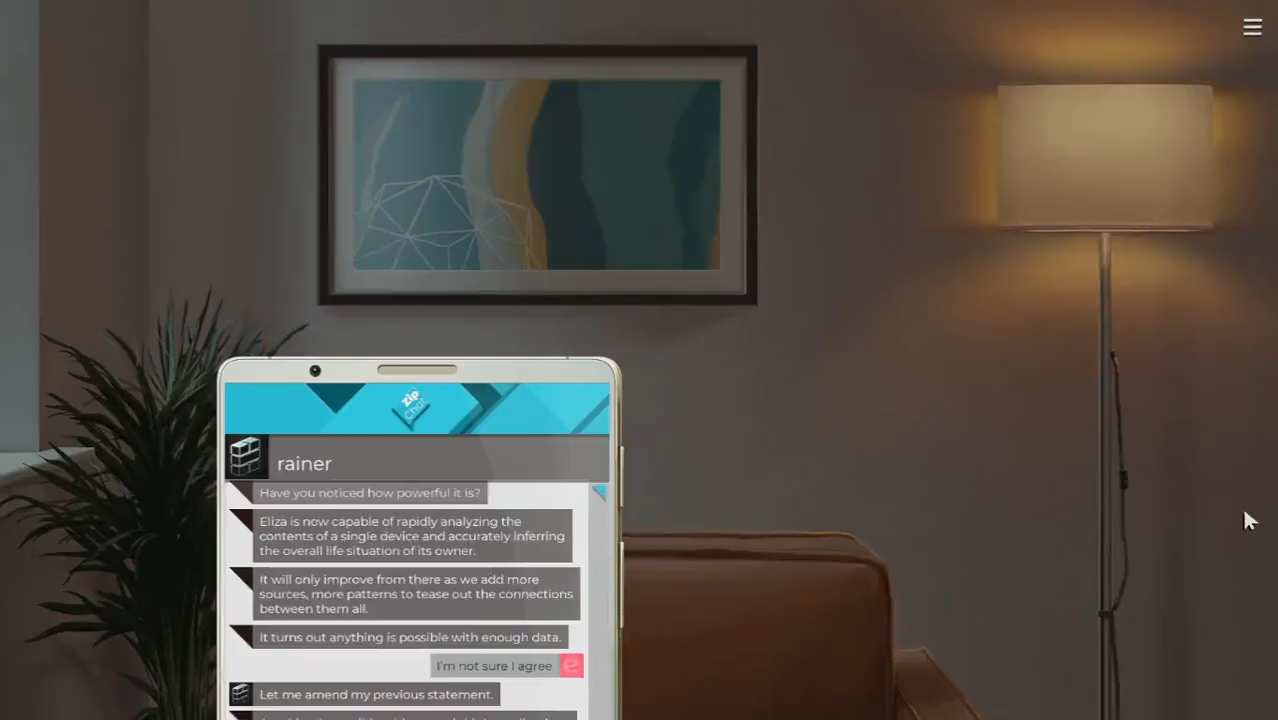 zip
Chat
rainer
Have you noticed how powerful it is?
Eliza is now capable of rapidly analyzing the
contents of a single device and accurately inferring
the overall life situation of its owner.
It will only improve from there as we add more
sources, more patterns to tease out the connections
between them all.
It turns out anything is possible with enough data.
I'm not sure I agree
e
Let me amend my previous statement.